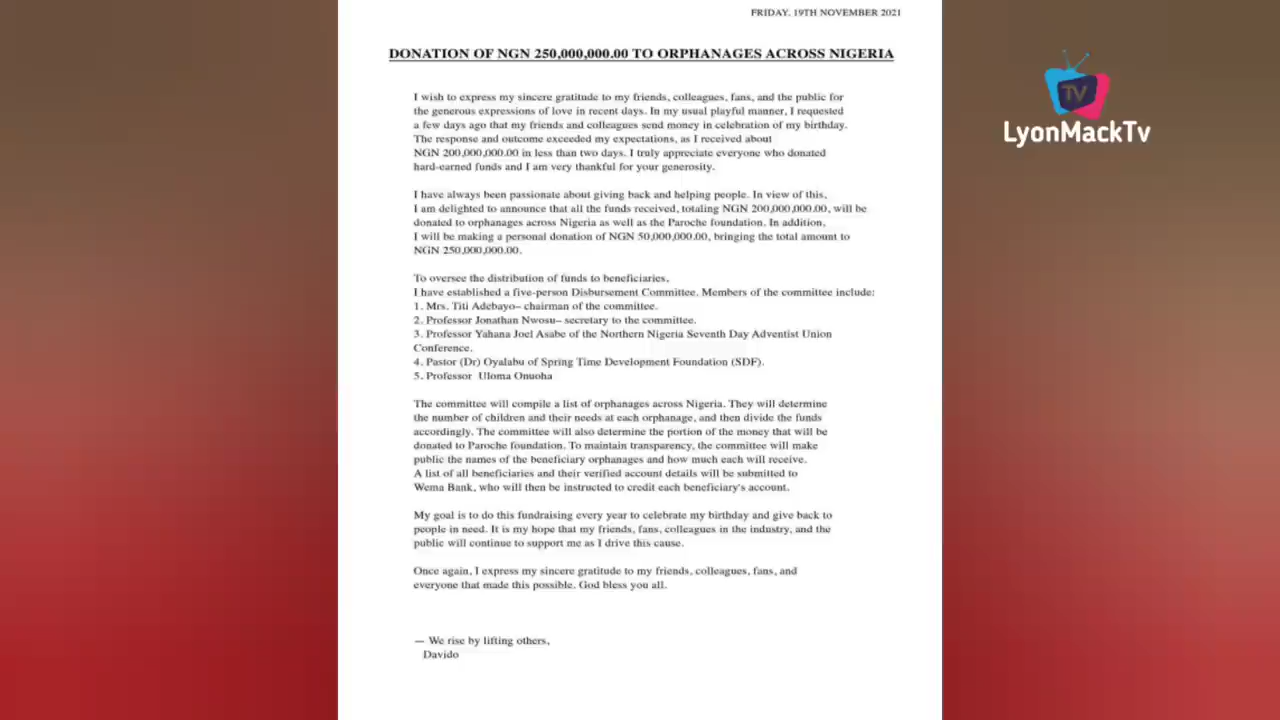 FRIDAY. 19TH NOVEMBER 2021
DONATION OF NGN 250,000,000.00 TO ORPHANAGES ACROSS NIGERIA
I wish to express my sincere gratitude to my friends, colleagues, fans, and the public for
the generous expressions of love in recent days. In my usual playful manner, I requested
a few days ago that my friends and colleagues send money in celebration of my birthday.
The response and outcome exceeded my expectations, as I received about
NGN 200,000,000.00 in less than two days. I truly appreciate everyone who donated
hard-earned funds and I am very thankful for your generosity.
I have always been passionate about giving back and helping people. In view of this,
I am delighted to announce that all the funds received, totaling NGN 200,000,000.00, will be
donated to orphanages across Nigeria as well as the Paroche foundation. In addition,
I will be making a personal donation of NGN 50,000,000.00, bringing the total amount to
NGN 250,000,000.00.
To oversee the distribution of funds to beneficiaries,
I have established a five-person Disbursement Committee. Members of the committee include:
1. Mrs. Titi Adebayo– chairman of the committee.
2. Professor Jonathan Nwosu– secretary to the committee.
3. Professor Yahana Joel Asabe of the Northern Nigeria Seventh Day Adventist Union
Conference.
4. Pastor (Dr) Oyalabu of Spring Time Development Foundation (SDF).
5. Professor Uloma Onuoha
The committee will compile a list of orphanages across Nigeria. They will determine
the number of children and their needs at each orphanage, and then divide the funds
accordingly. The committee will also determine the portion of the money that will be
donated to Paroche foundation. To maintain transparency, the committee will make
public the names of the beneficiary orphanages and how much each will receive.
A list of all beneficiaries and their verified account details will be submitted to
Wema Bank, who will then be instructed to credit each beneficiary's account.
My goal is to do this fundraising every year to celebrate my birthday and give back to
people in need. It is my hope that my friends, fans, colleagues in the industry, and the
public will continue to support me as I drive this cause.
Once again, I express my sincere gratitude to my friends, colleagues, fans, and
everyone that made this possible. God bless you all.
— We rise by lifting others,
Davido
TV
LyonMackTv